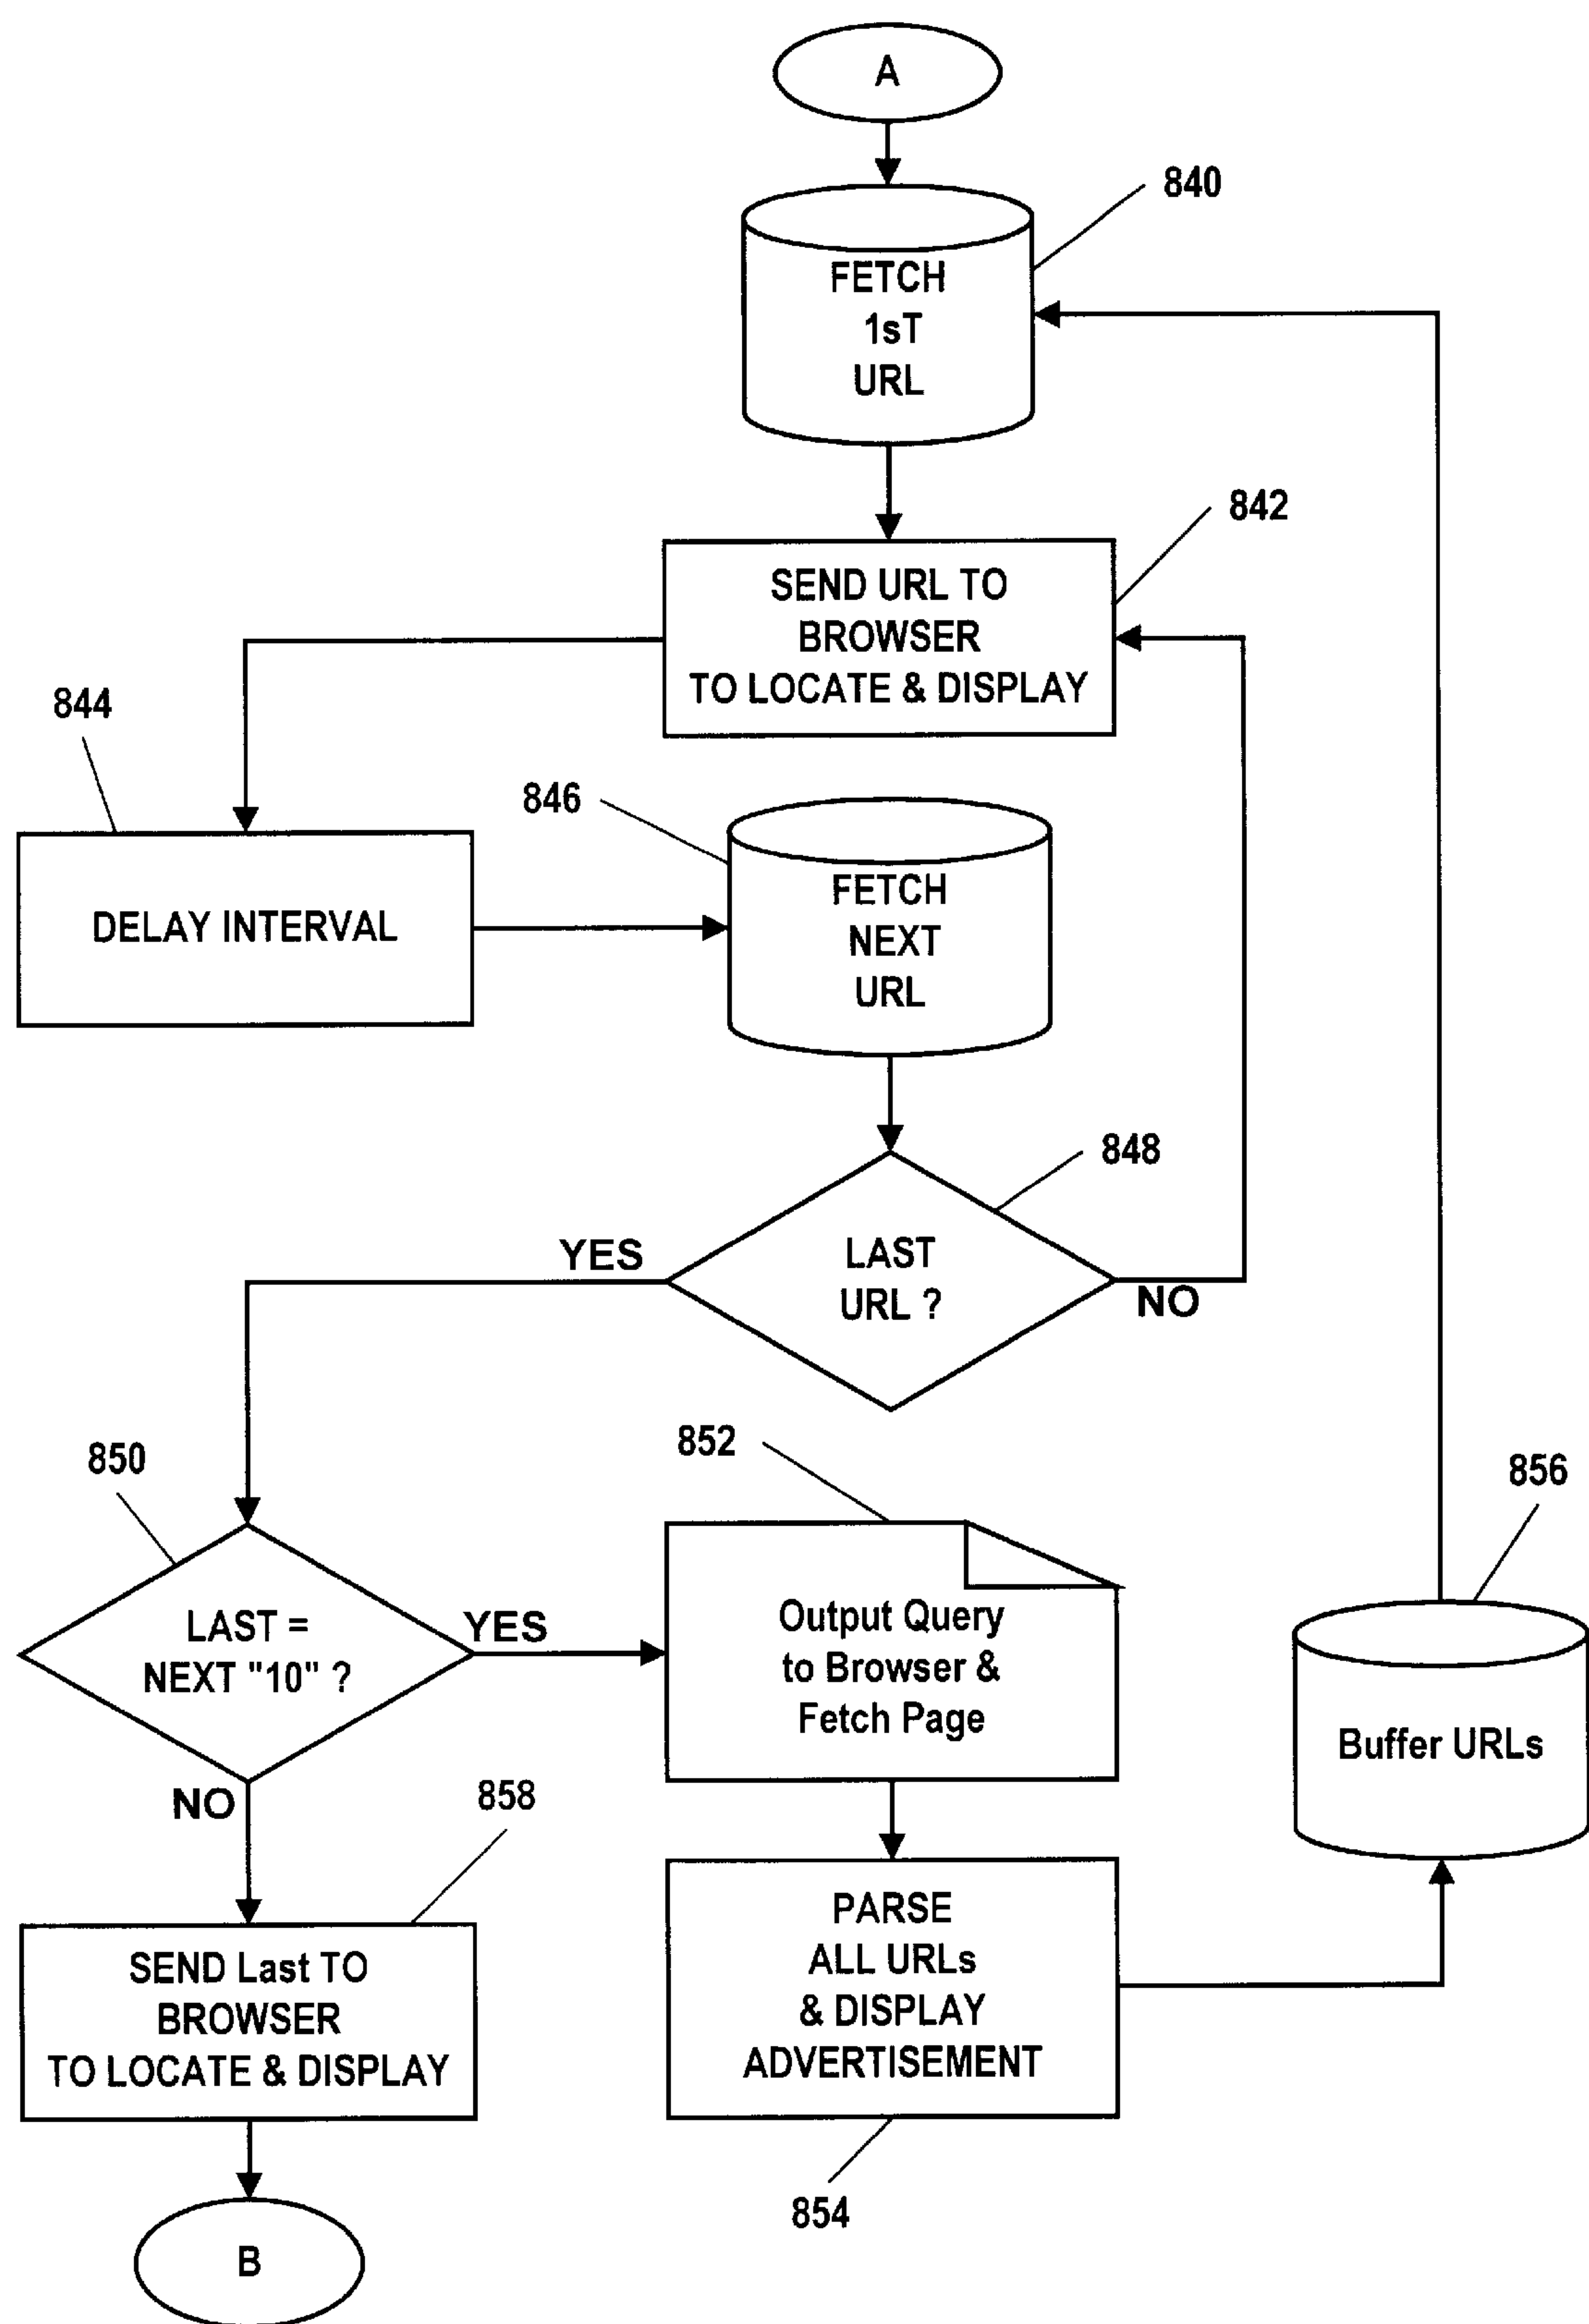 A
840
FETCH
1sT
URL
842
SEND URL TO
BROWSER
TO LOCATE & DISPLAY
844
DELAY INTERVAL
846
FETCH
NEXT
URL
848
LAST
URL ?
YES
NO
850
LAST =
NEXT "10" ?
YES
NO
852
Output Query
to Browser &
Fetch Page
856
Buffer URLs
858
SEND Last TO
BROWSER
TO LOCATE & DISPLAY
PARSE
ALL URLs
& DISPLAY
ADVERTISEMENT
854
B